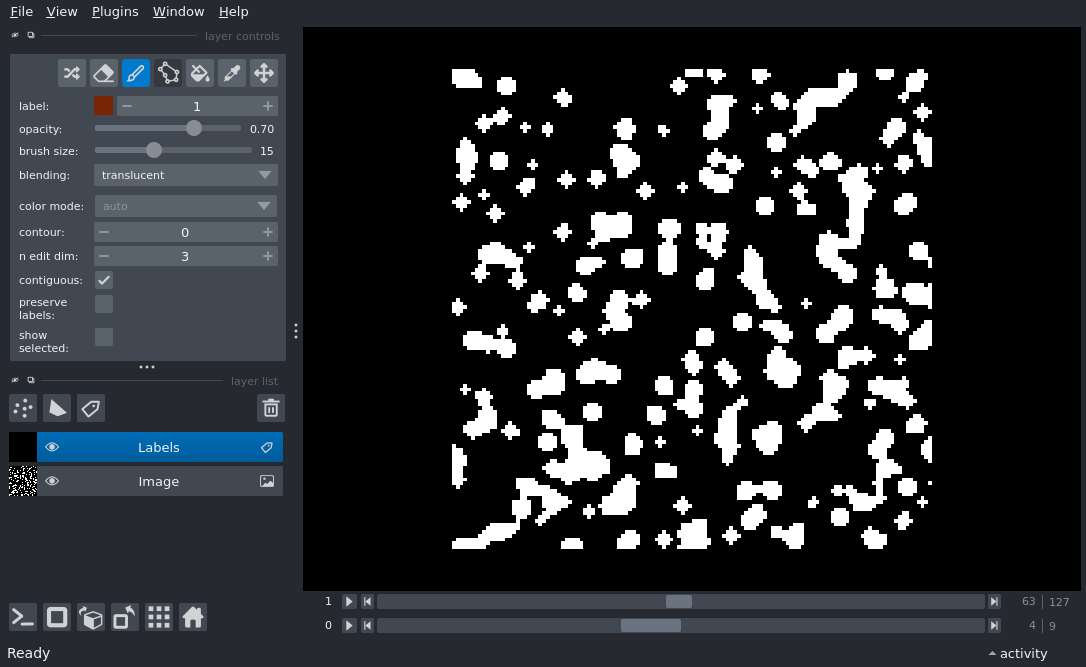 File View Plugins Window Help
layer controls
label: 1
opacity: 0.70
brush size: 15
blending: translucent
color mode: auto
contour: 0
n edit dim: 3
contiguous:
preserve
labels:
show
selected:
layer list
Labels
Image
1 63 127
0 4 9
Ready activity